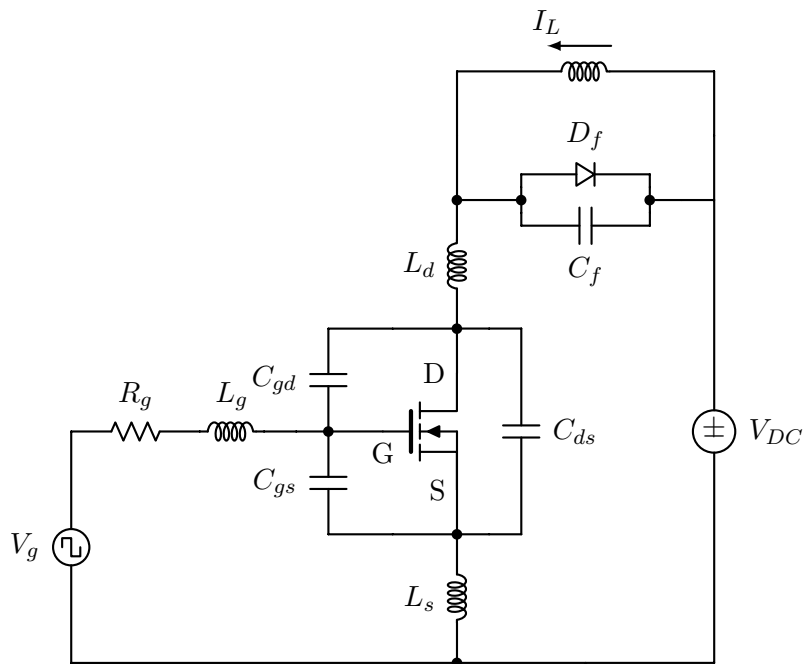 I_L
D_f
C_f
L_d
C_gd
D
R_g
L_g
G
C_ds
V_DC
C_gs
S
V_g
L_s